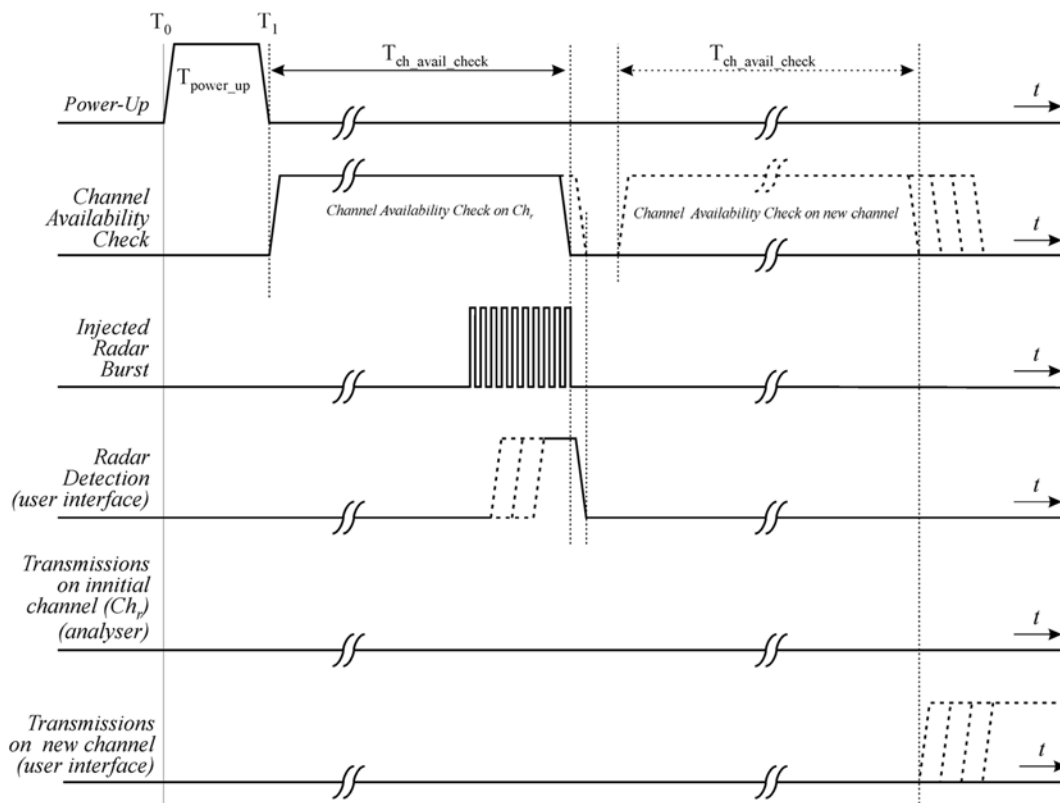 T0 T1
Tch_avail_check Tch_avail_check
Tpower_up
Power-Up
t
Channel
Availability
Check
Channel Availability Check on Chr
Channel Availability Check on new channel
t
Injected
Radar
Burst
t
Radar
Detection
(user interface)
t
Transmissions
on innitial
channel (Chr)
(analyser)
t
Transmissions
on new channel
(user interface)
t